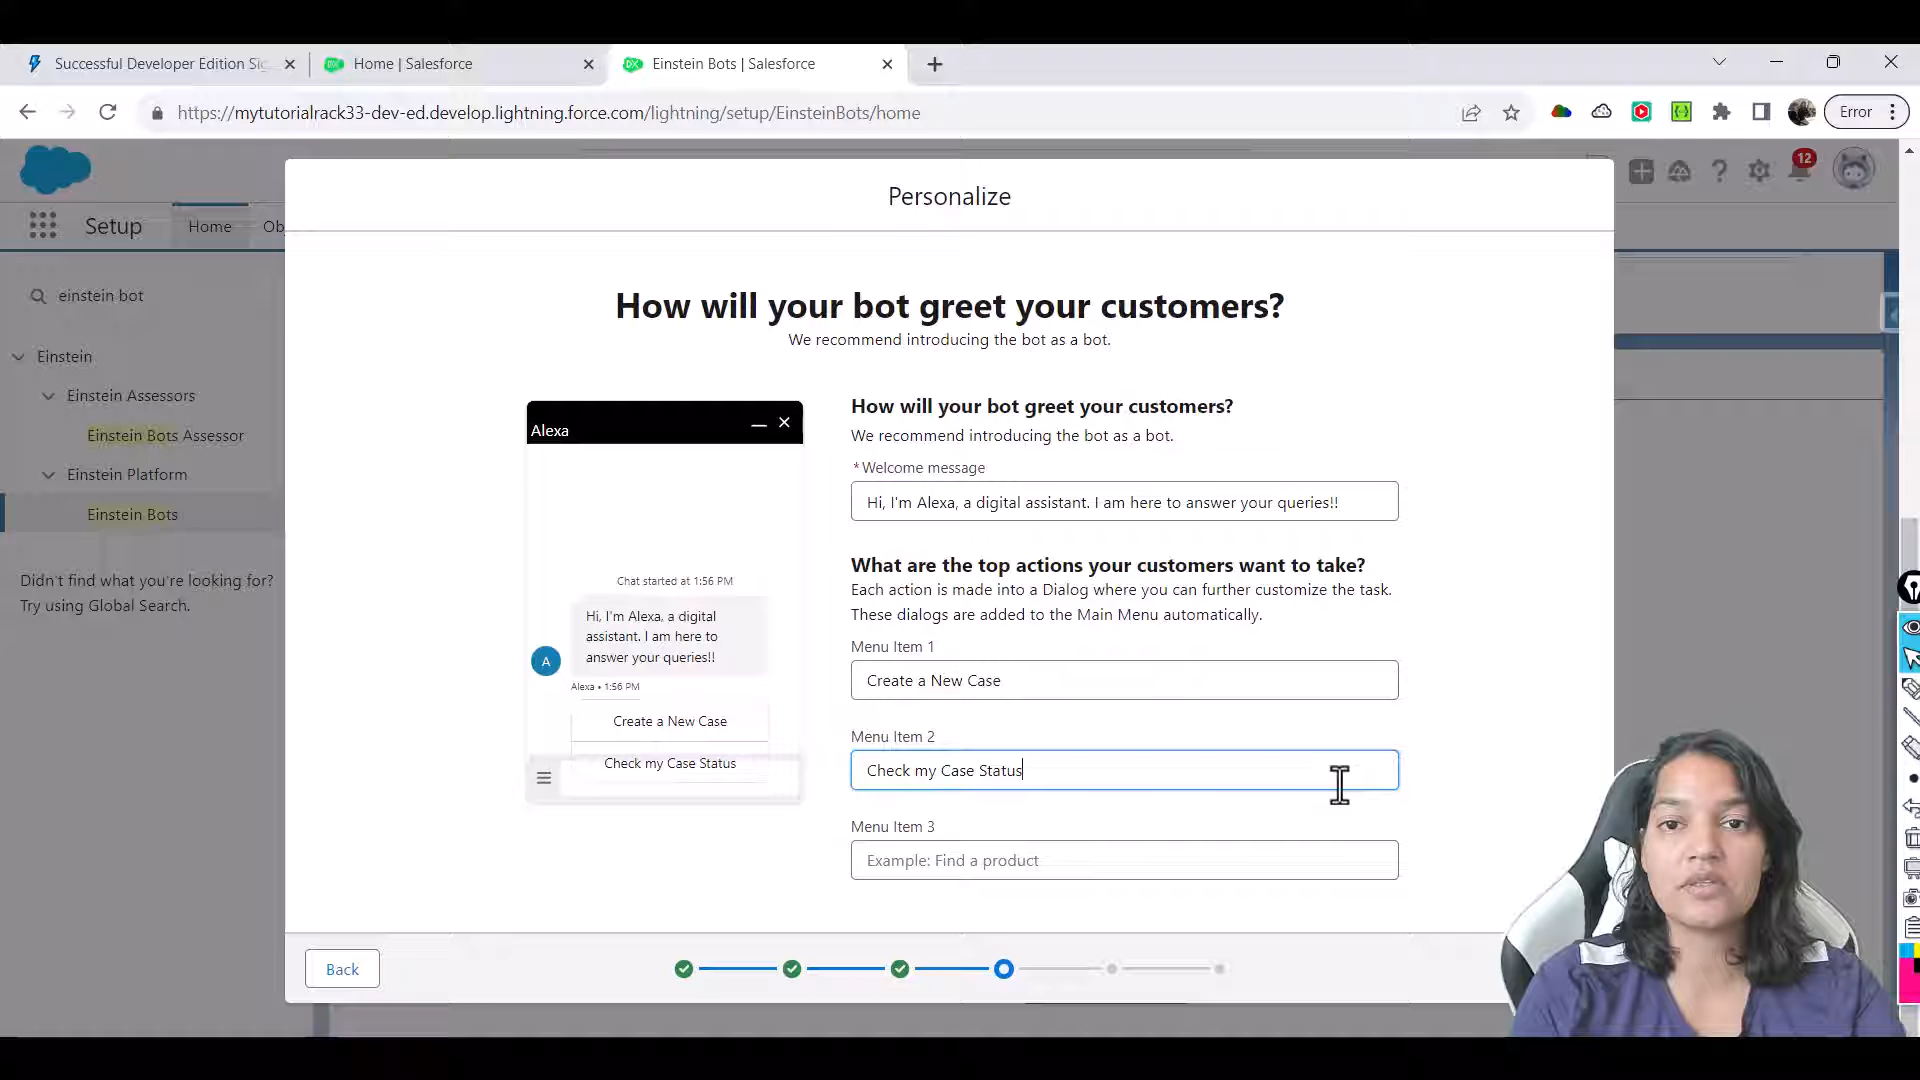 Successful Developer Edition Sig
Home | Salesforce
Einstein Bots | Salesforce
https://mytutorialrack33-dev-ed.develop.lightning.force.com/lightning/setup/EinsteinBots/home
Error
12
Setup
Home
Ob
einstein bot
Einstein
Einstein Assessors
Einstein Bots Assessor
Einstein Platform
Einstein Bots
Didn't find what you're looking for?
Try using Global Search.
Personalize
How will your bot greet your customers?
We recommend introducing the bot as a bot.
Alexa
Chat started at 1:56 PM
Hi, I'm Alexa, a digital
assistant. I am here to
answer your queries!!
A
Alexa • 1:56 PM
Create a New Case
Check my Case Status
How will your bot greet your customers?
We recommend introducing the bot as a bot.
*Welcome message
Hi, I'm Alexa, a digital assistant. I am here to answer your queries!!
What are the top actions your customers want to take?
Each action is made into a Dialog where you can further customize the task.
These dialogs are added to the Main Menu automatically.
Menu Item 1
Create a New Case
Menu Item 2
Check my Case Status
Menu Item 3
Example: Find a product
Back